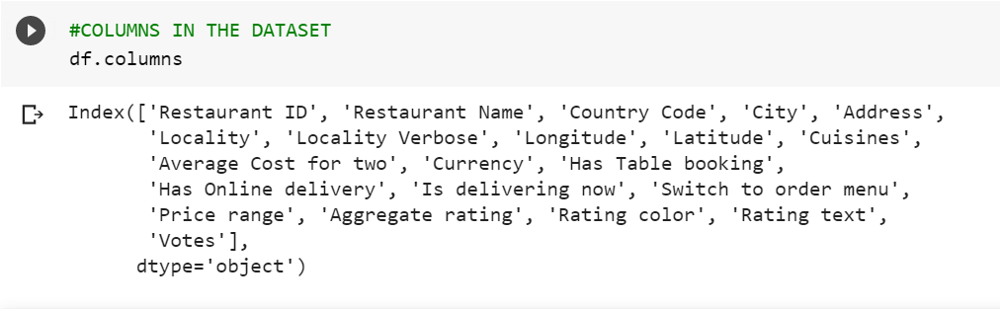 #COLUMNS IN THE DATASET
df.columns
Index(['Restaurant ID', 'Restaurant Name', 'Country Code', 'City', 'Address',
'Locality', 'Locality Verbose', 'Longitude', 'Latitude', 'Cuisines',
'Average Cost for two', 'Currency', 'Has Table booking',
'Has Online delivery', 'Is delivering now', 'Switch to order menu',
'Price range', 'Aggregate rating', 'Rating color', 'Rating text',
'Votes'],
dtype='object')